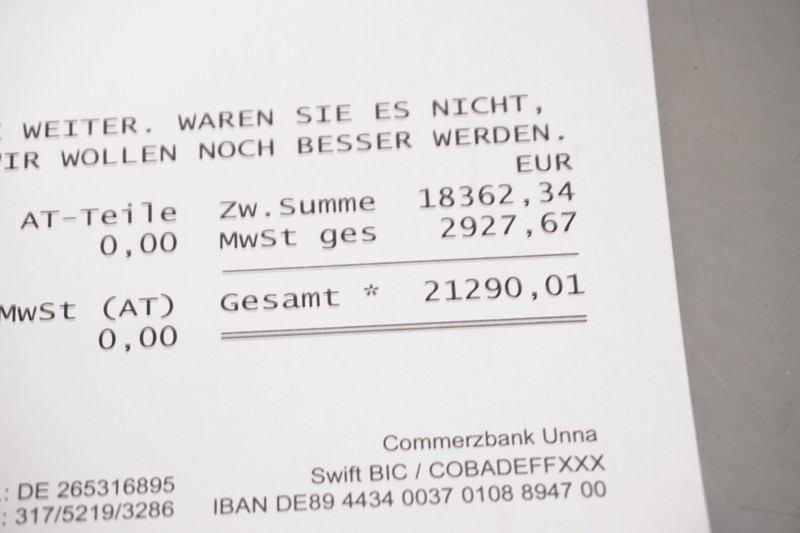 WEITER. WAREN SIE ES NICHT,
WIR WOLLEN NOCH BESSER WERDEN.
EUR
AT-Teile Zw.Summe 18362,34
0,00 MwSt ges 2927,67
MwSt (AT) Gesamt * 21290,01
0,00
Commerzbank Unna
Swift BIC / COBADEFFXXX
.: DE 265316895
IBAN DE89 4434 0037 0108 8947 00
: 317/5219/3286